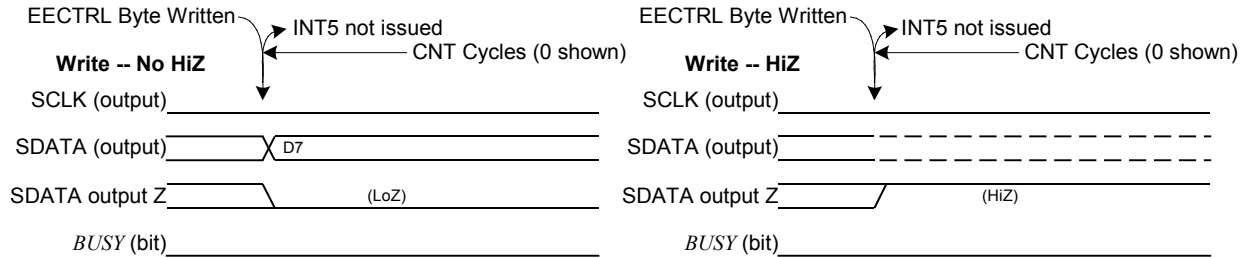 EECTRL Byte Written
INT5 not issued
CNT Cycles (0 shown)
Write -- No HiZ
SCLK (output)
SDATA (output)
D7
SDATA output Z
(LoZ)
BUSY (bit)
EECTRL Byte Written
INT5 not issued
CNT Cycles (0 shown)
Write -- HiZ
SCLK (output)
SDATA (output)
SDATA output Z
(HiZ)
BUSY (bit)